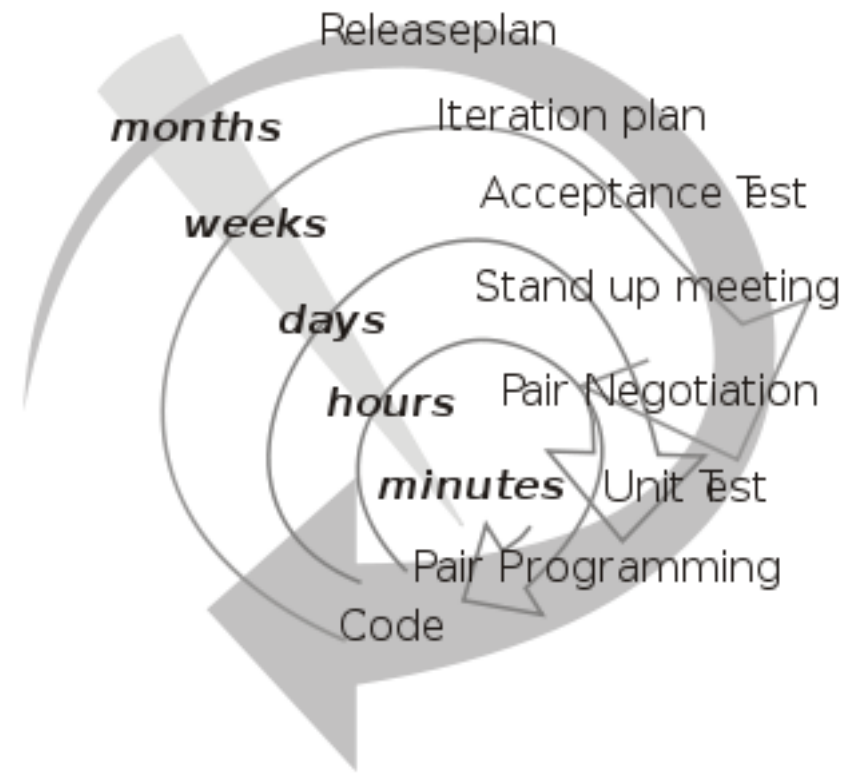 Releaseplan
Iteration plan
months
Acceptance Test
weeks
Stand up meeting
days
Pair Negotiation
hours
minutes
Unit Test
Pair Programming
Code